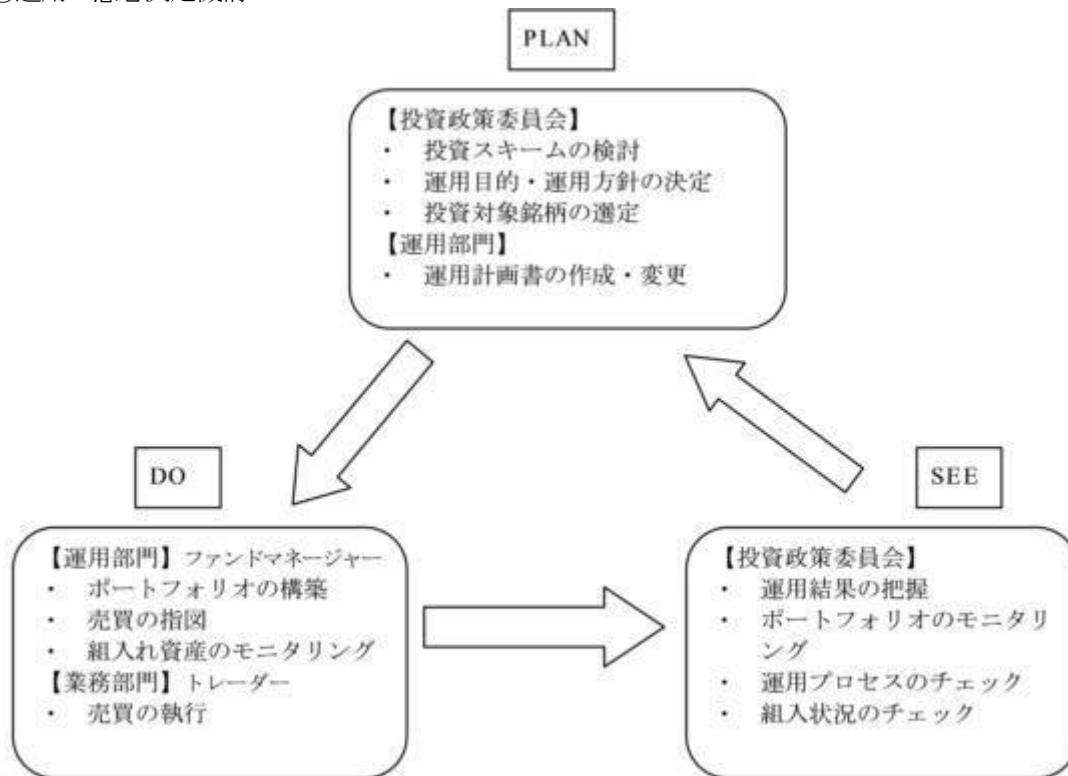 PLAN
【投資政策委員会】
・ 投資スキームの検討
・ 運用目的・運用方針の決定
・ 投資対象銘柄の選定
【運用部門】
・ 運用計画書の作成・変更
DO
【運用部門】ファンドマネージャー
・ ポートフォリオの構築
・ 売買の指図
・ 組入れ資産のモニタリング
【業務部門】トレーダー
・ 売買の執行
SEE
【投資政策委員会】
・ 運用結果の把握
・ ポートフォリオのモニタリ
ング
・ 運用プロセスのチェック
・ 組入状況のチェック